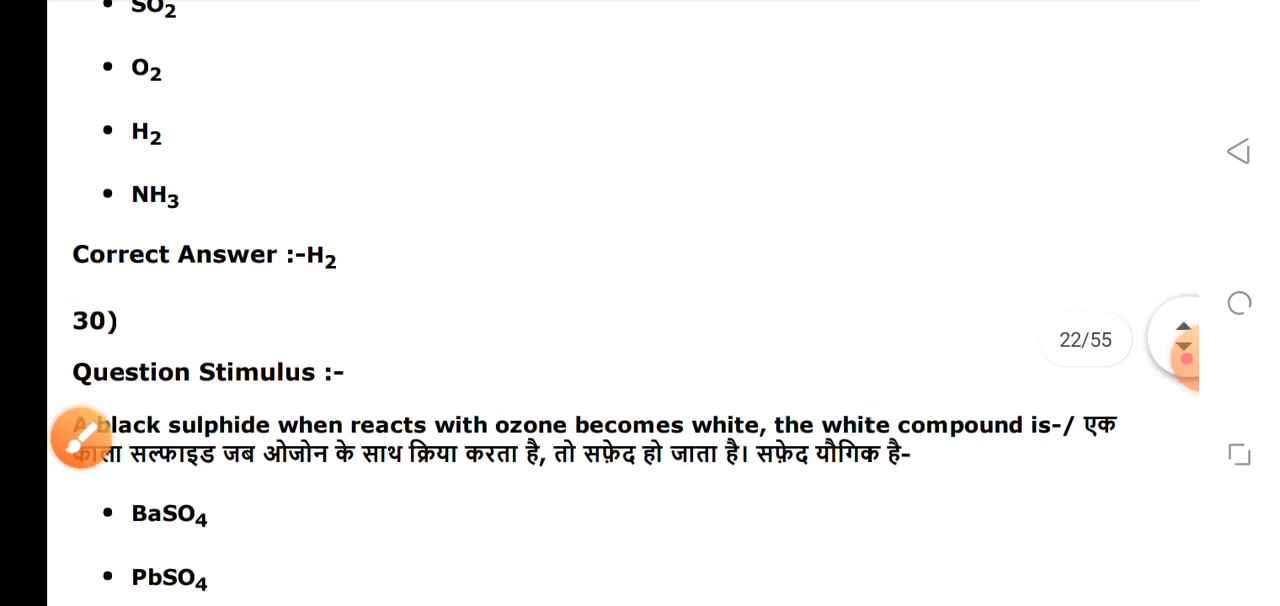 • SO₂
• O₂
• H₂
• NH₃
Correct Answer :-H₂
30)
22/55
Question Stimulus :-
A black sulphide when reacts with ozone becomes white, the white compound is-/ एक
काला सल्फाइड जब ओजोन के साथ क्रिया करता है, तो सफ़ेद हो जाता है। सफ़ेद यौगिक है-
• BaSO₄
• PbSO₄